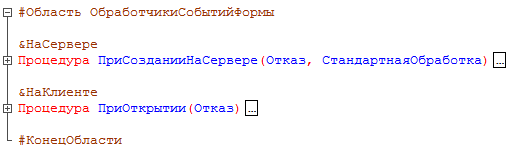 #Область ОбработчикиСобытийФормы
&НаСервере
Процедура ПриСозданииНаСервере(Отказ, СтандартнаяОбработка) ...
&НаКлиенте
Процедура ПриОткрытии(Отказ) ...
#КонецОбласти